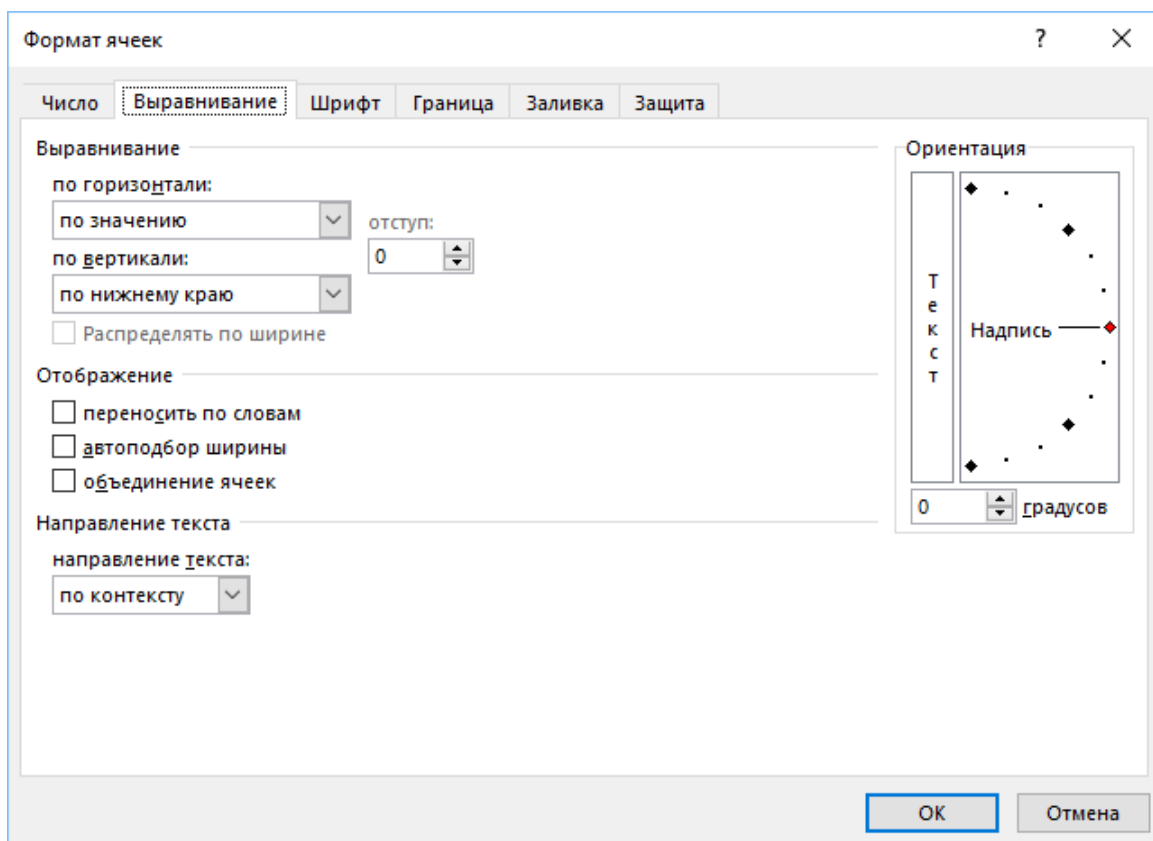 Формат ячеек ?
Число Выравнивание Шрифт Граница Заливка Защита
Выравнивание
по горизонтали:
по значению
отступ:
0
по вертикали:
по нижнему краю
Распределять по ширине
Отображение
переносить по словам
автоподбор ширины
объединение ячеек
Направление текста
направление текста:
по контексту
Ориентация
Текст
Надпись
0 градусов
ОК Отмена